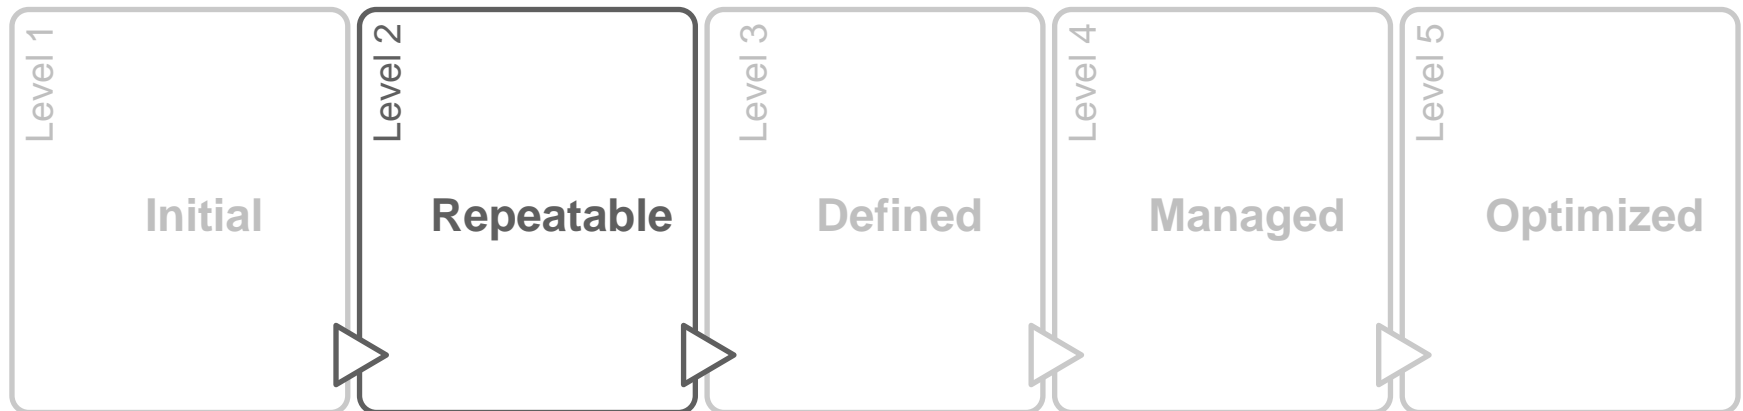 Level 1
Initial
Level 2
Repeatable
Level 3
Defined
Level 4
Managed
Level 5
Optimized